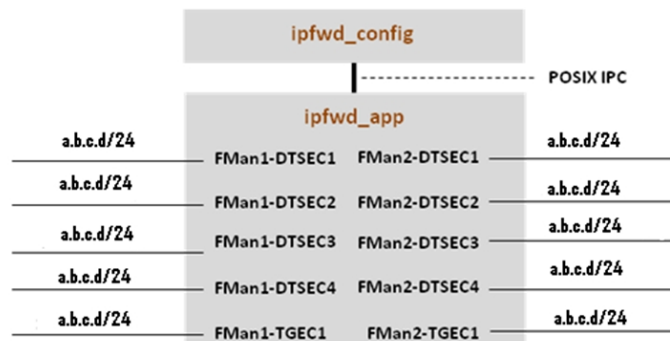 ipfwd_config
POSIX IPC
ipfwd_app
a.b.c.d/24 FMan1-DTSEC1 FMan2-DTSEC1 a.b.c.d/24
a.b.c.d/24 FMan1-DTSEC2 FMan2-DTSEC2 a.b.c.d/24
a.b.c.d/24 FMan1-DTSEC3 FMan2-DTSEC3 a.b.c.d/24
a.b.c.d/24 FMan1-DTSEC4 FMan2-DTSEC4 a.b.c.d/24
a.b.c.d/24 FMan1-TGEC1 FMan2-TGEC1 a.b.c.d/24